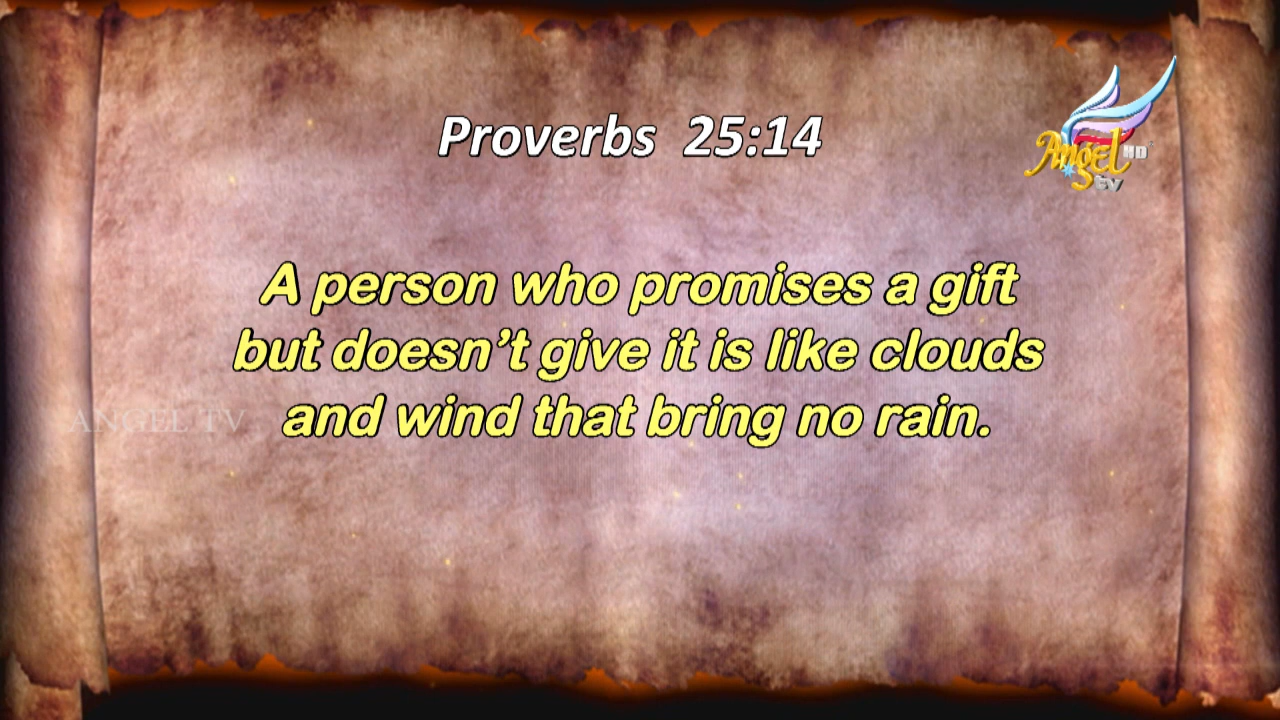 Proverbs 25:14
Angel HD
tv
A person who promises a gift
but doesn't give it is like clouds
and wind that bring no rain.
ANGEL TV